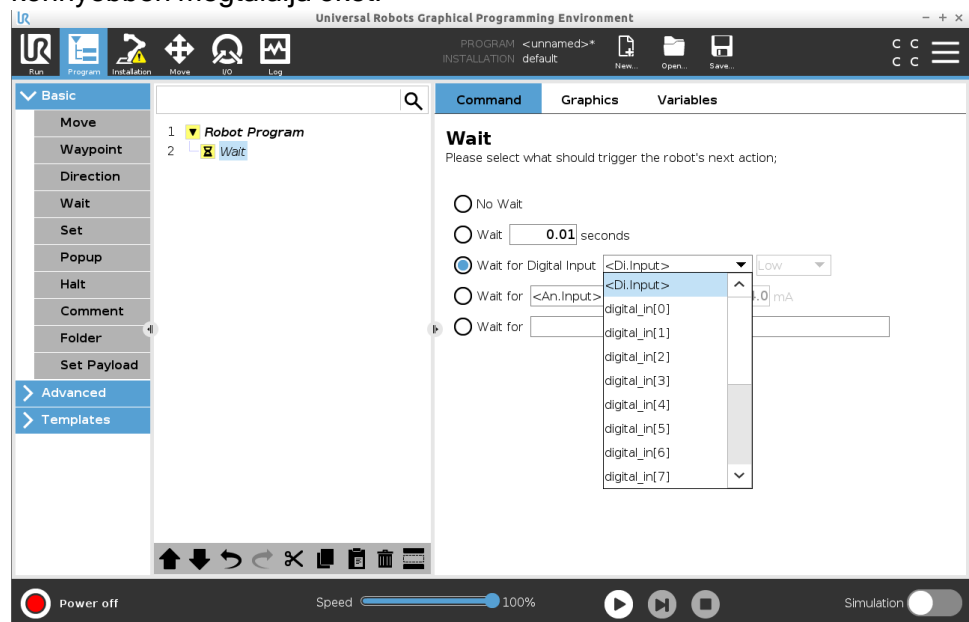 könnyebben megtalálja őket.
Universal Robots Graphical Programming Environment
PROGRAM <unnamed>*
INSTALLATION default
Run Program Installation Move I/O Log New... Open... Save...
C C
C C
Basic
Move
Waypoint
Direction
Wait
Set
Popup
Halt
Comment
Folder
Set Payload
Advanced
Templates
1 Robot Program
2 Wait
Command Graphics Variables
Wait
Please select what should trigger the robot's next action;
No Wait
Wait 0.01 seconds
Wait for Digital Input <Di.Input> Low
Wait for <An.Input> .0 mA
Wait for
<Di.Input>
digital_in[0]
digital_in[1]
digital_in[2]
digital_in[3]
digital_in[4]
digital_in[5]
digital_in[6]
digital_in[7]
Power off Speed 100% Simulation